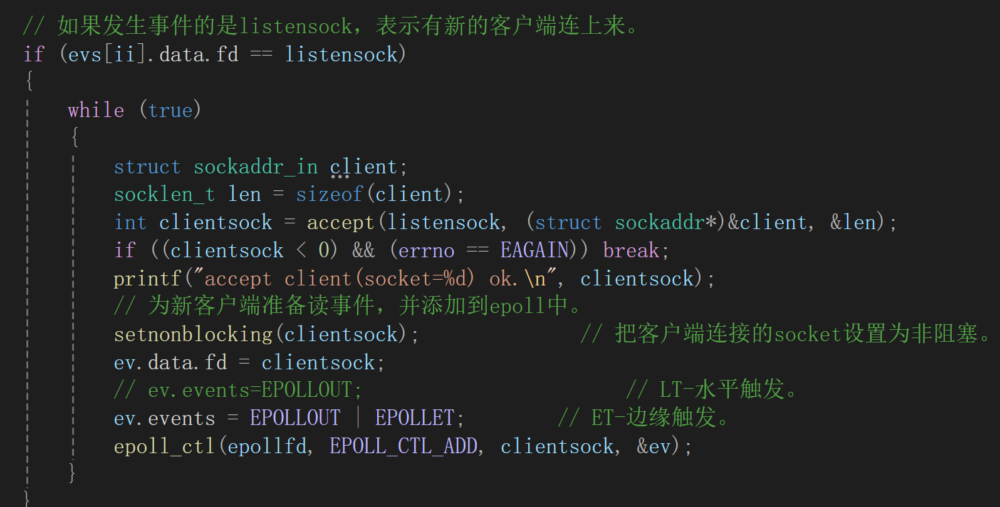 // 如果发生事件的是listensock，表示有新的客户端连上来。
if (evs[ii].data.fd == listensock)
{
while (true)
{
struct sockaddr_in client;
socklen_t len = sizeof(client);
int clientsock = accept(listensock, (struct sockaddr*)&client, &len);
if ((clientsock < 0) && (errno == EAGAIN)) break;
printf("accept client(socket=%d) ok.\n", clientsock);
// 为新客户端准备读事件，并添加到epoll中。
setnonblocking(clientsock); // 把客户端连接的socket设置为非阻塞。
ev.data.fd = clientsock;
// ev.events=EPOLLOUT; // LT-水平触发。
ev.events = EPOLLOUT | EPOLLET; // ET-边缘触发。
epoll_ctl(epollfd, EPOLL_CTL_ADD, clientsock, &ev);
}
}